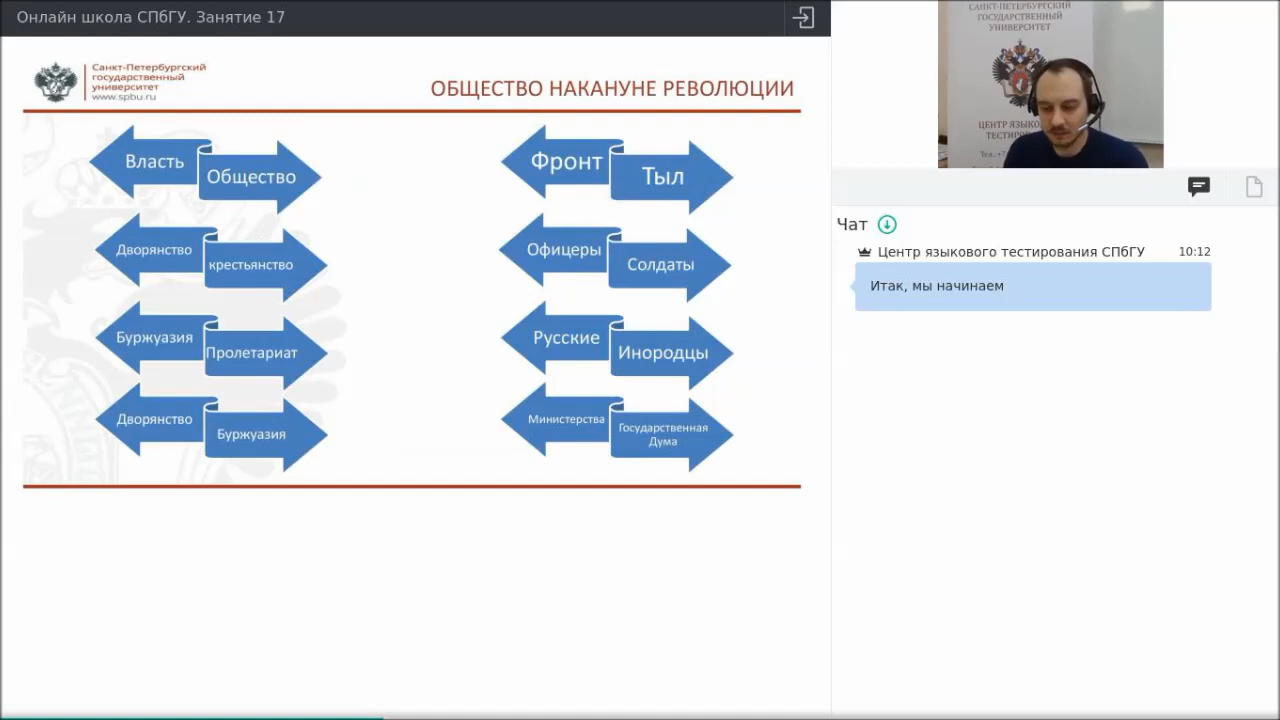 Онлайн школа СПбГУ. Занятие 17
Санкт-Петербургский
государственный
университет
www.spbu.ru
ОБЩЕСТВО НАКАНУНЕ РЕВОЛЮЦИИ
Власть
Общество
Дворянство
крестьянство
Буржуазия
Пролетариат
Дворянство
Буржуазия
Фронт
Тыл
Офицеры
Солдаты
Русские
Инородцы
Министерства
Государственная
Дума
САНКТ-ПЕТЕРБУРГСКИЙ
ГОСУДАРСТВЕННЫЙ
УНИВЕРСИТЕТ
ЦЕНТР
Чат
Центр языкового тестирования СПбГУ 10:12
Итак, мы начинаем